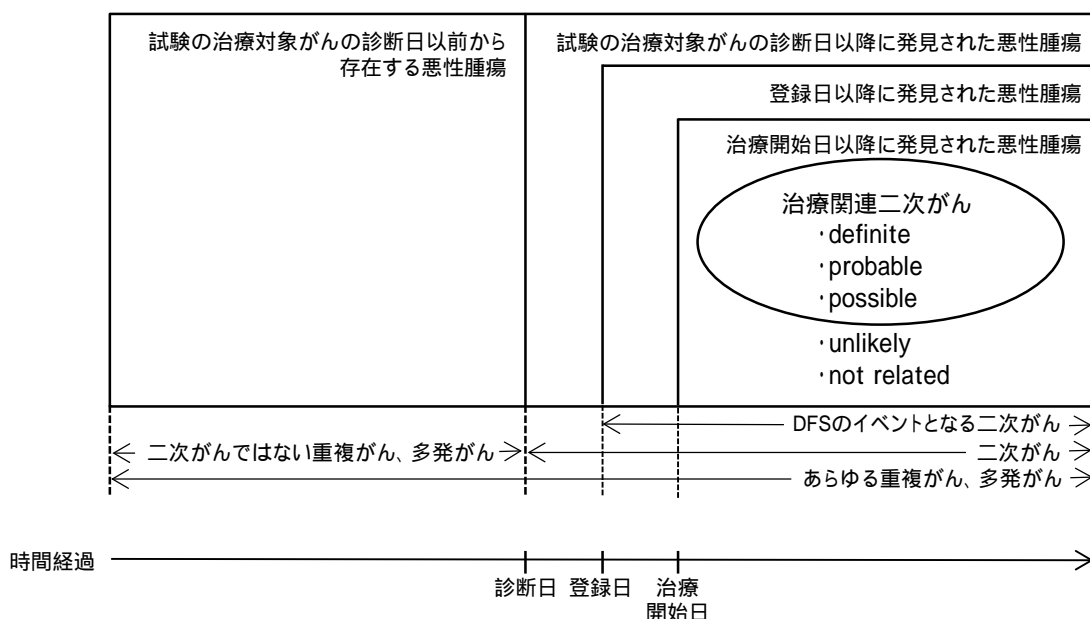 試験の治療対象がんの診断日以前から
存在する悪性腫瘍
試験の治療対象がんの診断日以降に発見された悪性腫瘍
登録日以降に発見された悪性腫瘍
治療開始日以降に発見された悪性腫瘍
治療関連二次がん
・definite
・probable
・possible
・unlikely
・not related
DFSのイベントとなる二次がん
二次がんではない重複がん、多発がん
二次がん
あらゆる重複がん、多発がん
時間経過
診断日
登録日
治療
開始日